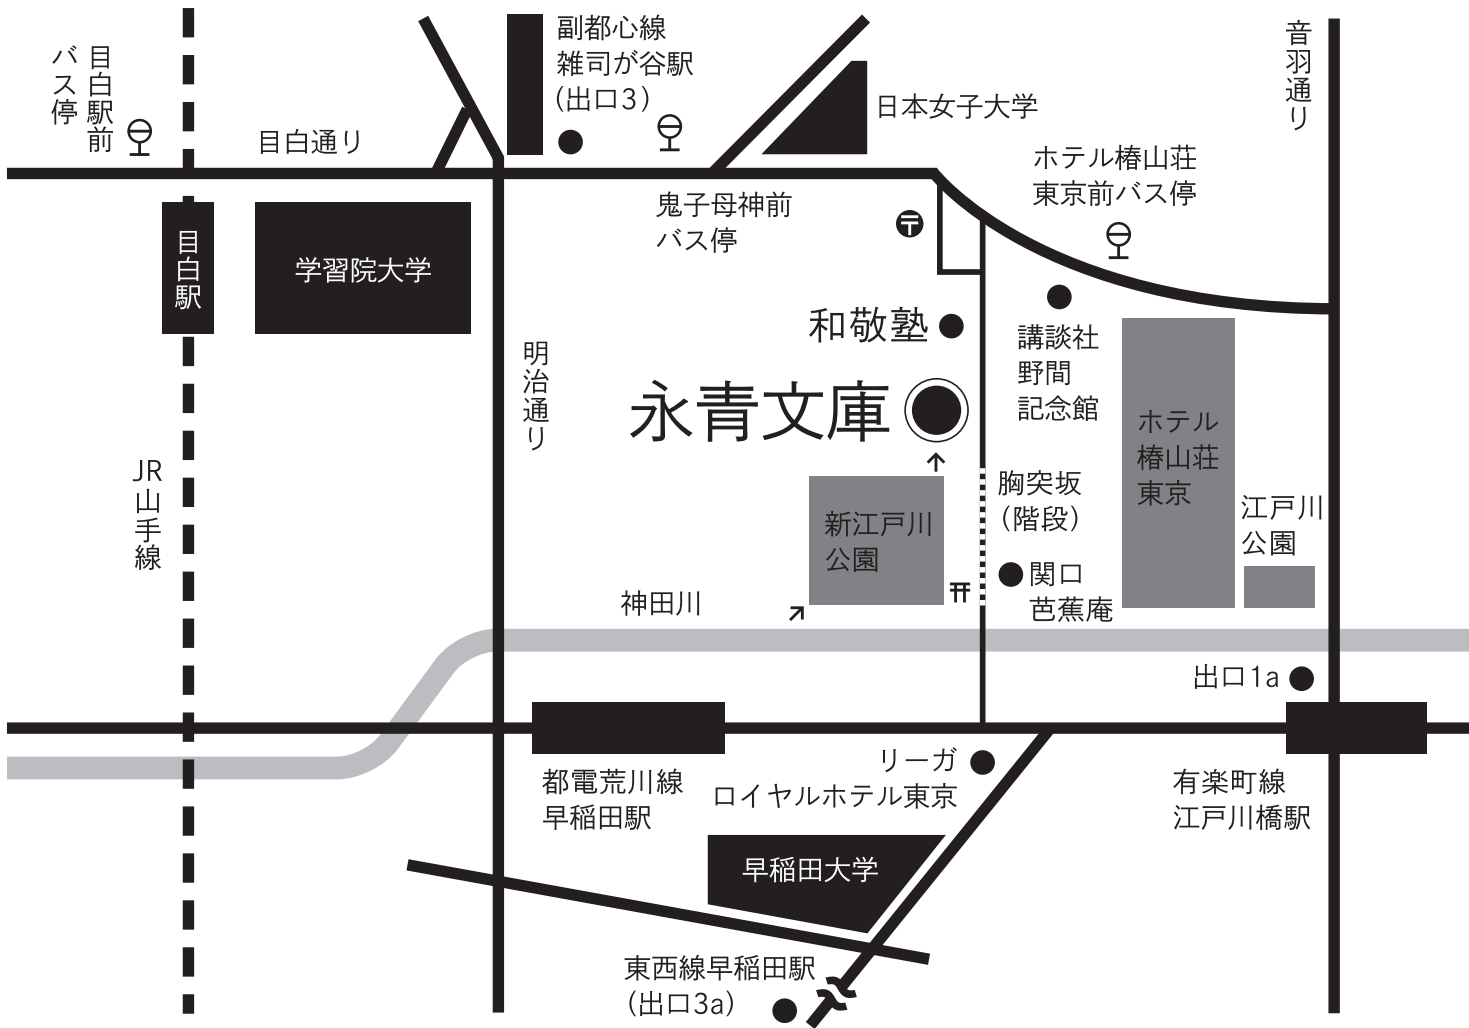 目白駅前
バス停
目白通り
副都心線
雑司が谷駅
(出口3)
日本女子大学
音羽通り
ホテル椿山荘
東京前バス停
鬼子母神前
バス停
目白駅
学習院大学
和敬塾
講談社
野間
記念館
明治通り
永青文庫
ホテル
椿山荘
東京
JR山手線
胸突坂
(階段)
江戸川
公園
新江戸川
公園
関口
芭蕉庵
神田川
出口1a
リーガ
ロイヤルホテル東京
都電荒川線
早稲田駅
有楽町線
江戸川橋駅
早稲田大学
東西線早稲田駅
(出口3a)